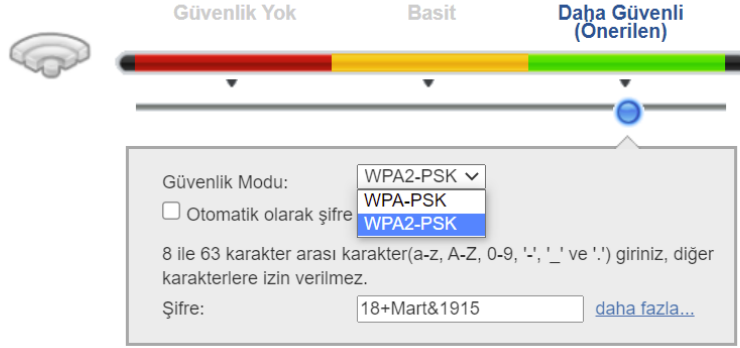 Güvenlik Yok Basit Daha Güvenli
(Önerilen)
Güvenlik Modu: WPA2-PSK
WPA-PSK
Otomatik olarak şifre WPA2-PSK
8 ile 63 karakter arası karakter(a-z, A-Z, 0-9, '-', '_' ve '.') giriniz, diğer
karakterlere izin verilmez.
Şifre: 18+Mart&1915 daha fazla...